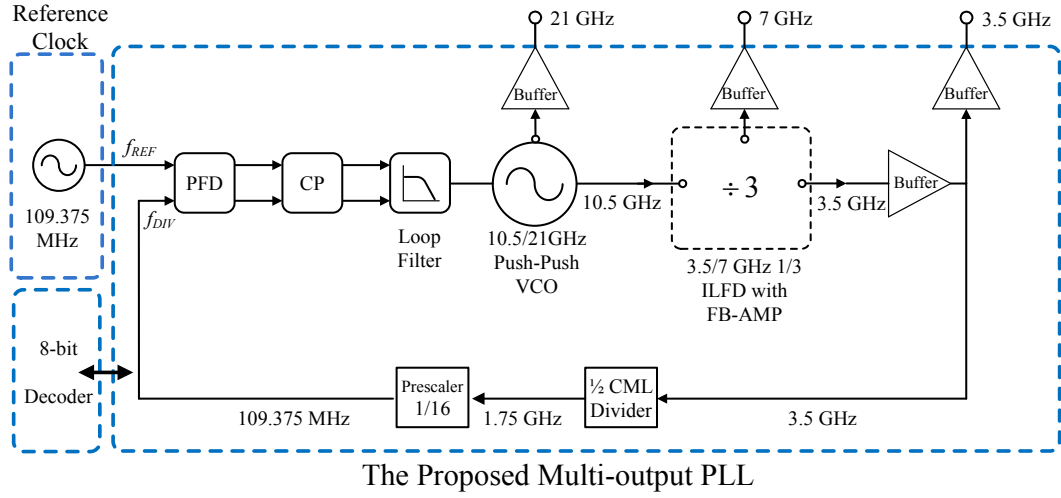 Reference
Clock
21 GHz
7 GHz
3.5 GHz
Buffer
Buffer
Buffer
fREF
PFD
CP
÷ 3
Buffer
10.5 GHz
3.5 GHz
109.375
MHz
fDIV
Loop
Filter
10.5/21GHz
Push-Push
VCO
3.5/7 GHz 1/3
ILFD with
FB-AMP
8-bit
Decoder
Prescaler
1/16
½ CML
Divider
109.375 MHz
1.75 GHz
3.5 GHz
The Proposed Multi-output PLL